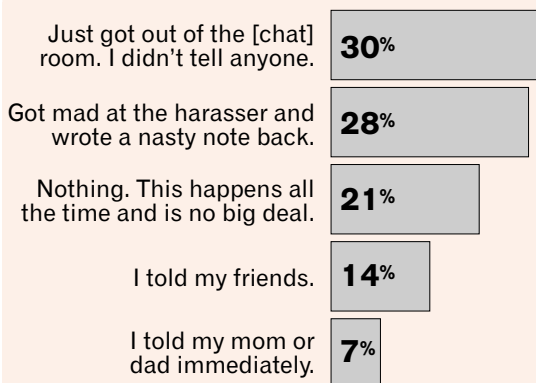 Just got out of the [chat]
room. I didn't tell anyone.
30%
Got mad at the harasser and
wrote a nasty note back.
28%
Nothing. This happens all
the time and is no big deal.
21%
I told my friends.
14%
I told my mom or
dad immediately.
7%